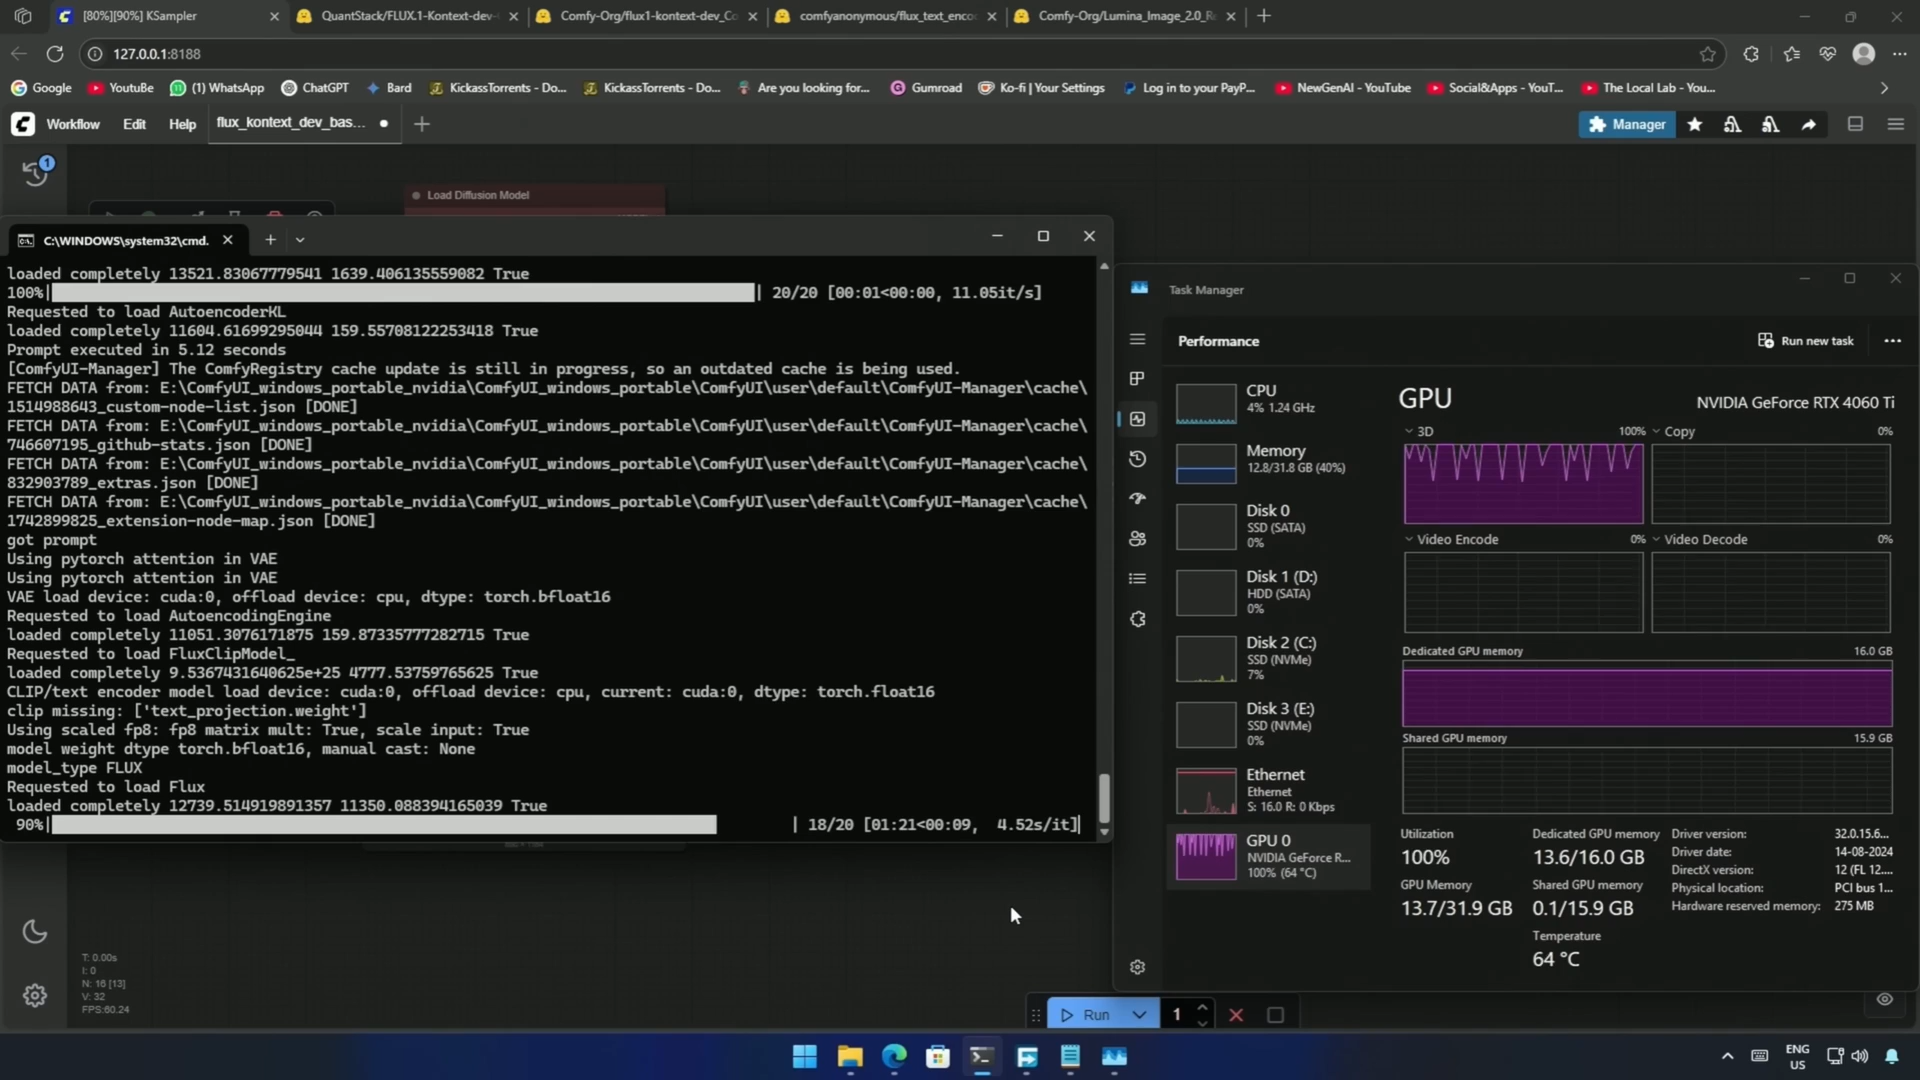 [80%][90%] KSampler
QuantStack/FLUX.1-Kontext-dev-
Comfy-Org/flux1-kontext-dev_Co
comfyanonymous/flux_text_enco
Comfy-Org/Lumina_Image_2.0_R
127.0.0.1:8188
Google
YouTube
(1) WhatsApp
ChatGPT
Bard
KickassTorrents - Do...
KickassTorrents - Do...
Are you looking for...
Gumroad
Ko-fi | Your Settings
Log in to your PayP...
NewGenAI - YouTube
Social&Apps - YouT...
The Local Lab - You...
Workflow
Edit
Help
flux_kontext_dev_bas...
Manager
1
Load Diffusion Model
C:\WINDOWS\system32\cmd.
loaded completely 13521.83067779541 1639.406135559082 True
100%| | 20/20 [00:01<00:00, 11.05it/s]
Requested to load AutoencoderKL
loaded completely 11604.61699295044 159.55708122253418 True
Prompt executed in 5.12 seconds
[ComfyUI-Manager] The ComfyRegistry cache update is still in progress, so an outdated cache is being used.
FETCH DATA from: E:\ComfyUI_windows_portable_nvidia\ComfyUI_windows_portable\ComfyUI\user\default\ComfyUI-Manager\cache\
1514988643_custom-node-list.json [DONE]
FETCH DATA from: E:\ComfyUI_windows_portable_nvidia\ComfyUI_windows_portable\ComfyUI\user\default\ComfyUI-Manager\cache\
746607195_github-stats.json [DONE]
FETCH DATA from: E:\ComfyUI_windows_portable_nvidia\ComfyUI_windows_portable\ComfyUI\user\default\ComfyUI-Manager\cache\
832903789_extras.json [DONE]
FETCH DATA from: E:\ComfyUI_windows_portable_nvidia\ComfyUI_windows_portable\ComfyUI\user\default\ComfyUI-Manager\cache\
1742899825_extension-node-map.json [DONE]
got prompt
Using pytorch attention in VAE
Using pytorch attention in VAE
VAE load device: cuda:0, offload device: cpu, dtype: torch.bfloat16
Requested to load AutoencodingEngine
loaded completely 11051.3076171875 159.87335777282715 True
Requested to load FluxClipModel_
loaded completely 9.5367431640625e+25 4777.53759765625 True
CLIP/text encoder model load device: cuda:0, offload device: cpu, current: cuda:0, dtype: torch.float16
clip missing: ['text_projection.weight']
Using scaled fp8: fp8 matrix mult: True, scale input: True
model weight dtype torch.bfloat16, manual cast: None
model_type FLUX
Requested to load Flux
loaded completely 12739.514919891357 11350.088394165039 True
90%| | 18/20 [01:21<00:09, 4.52s/it]
T: 0.00s
I: 0
N: 16 [13]
V: 32
FPS:60.24
Run
1
Task Manager
Performance
Run new task
CPU
4% 1.24 GHz
Memory
12.8/31.8 GB (40%)
Disk 0
SSD (SATA)
0%
Disk 1 (D:)
HDD (SATA)
0%
Disk 2 (C:)
SSD (NVMe)
7%
Disk 3 (E:)
SSD (NVMe)
0%
Ethernet
Ethernet
S: 16.0 R: 0 Kbps
GPU 0
NVIDIA GeForce R...
100% (64 °C)
GPU
NVIDIA GeForce RTX 4060 Ti
3D
100%
Copy
0%
Video Encode
0%
Video Decode
0%
Dedicated GPU memory
16.0 GB
Shared GPU memory
15.9 GB
Utilization
100%
GPU Memory
13.7/31.9 GB
Dedicated GPU memory
13.6/16.0 GB
Shared GPU memory
0.1/15.9 GB
Temperature
64 °C
Driver version: 32.0.15.6...
Driver date: 14-08-2024
DirectX version: 12 (FL 12....
Physical location: PCI bus 1...
Hardware reserved memory: 275 MB
ENG
US